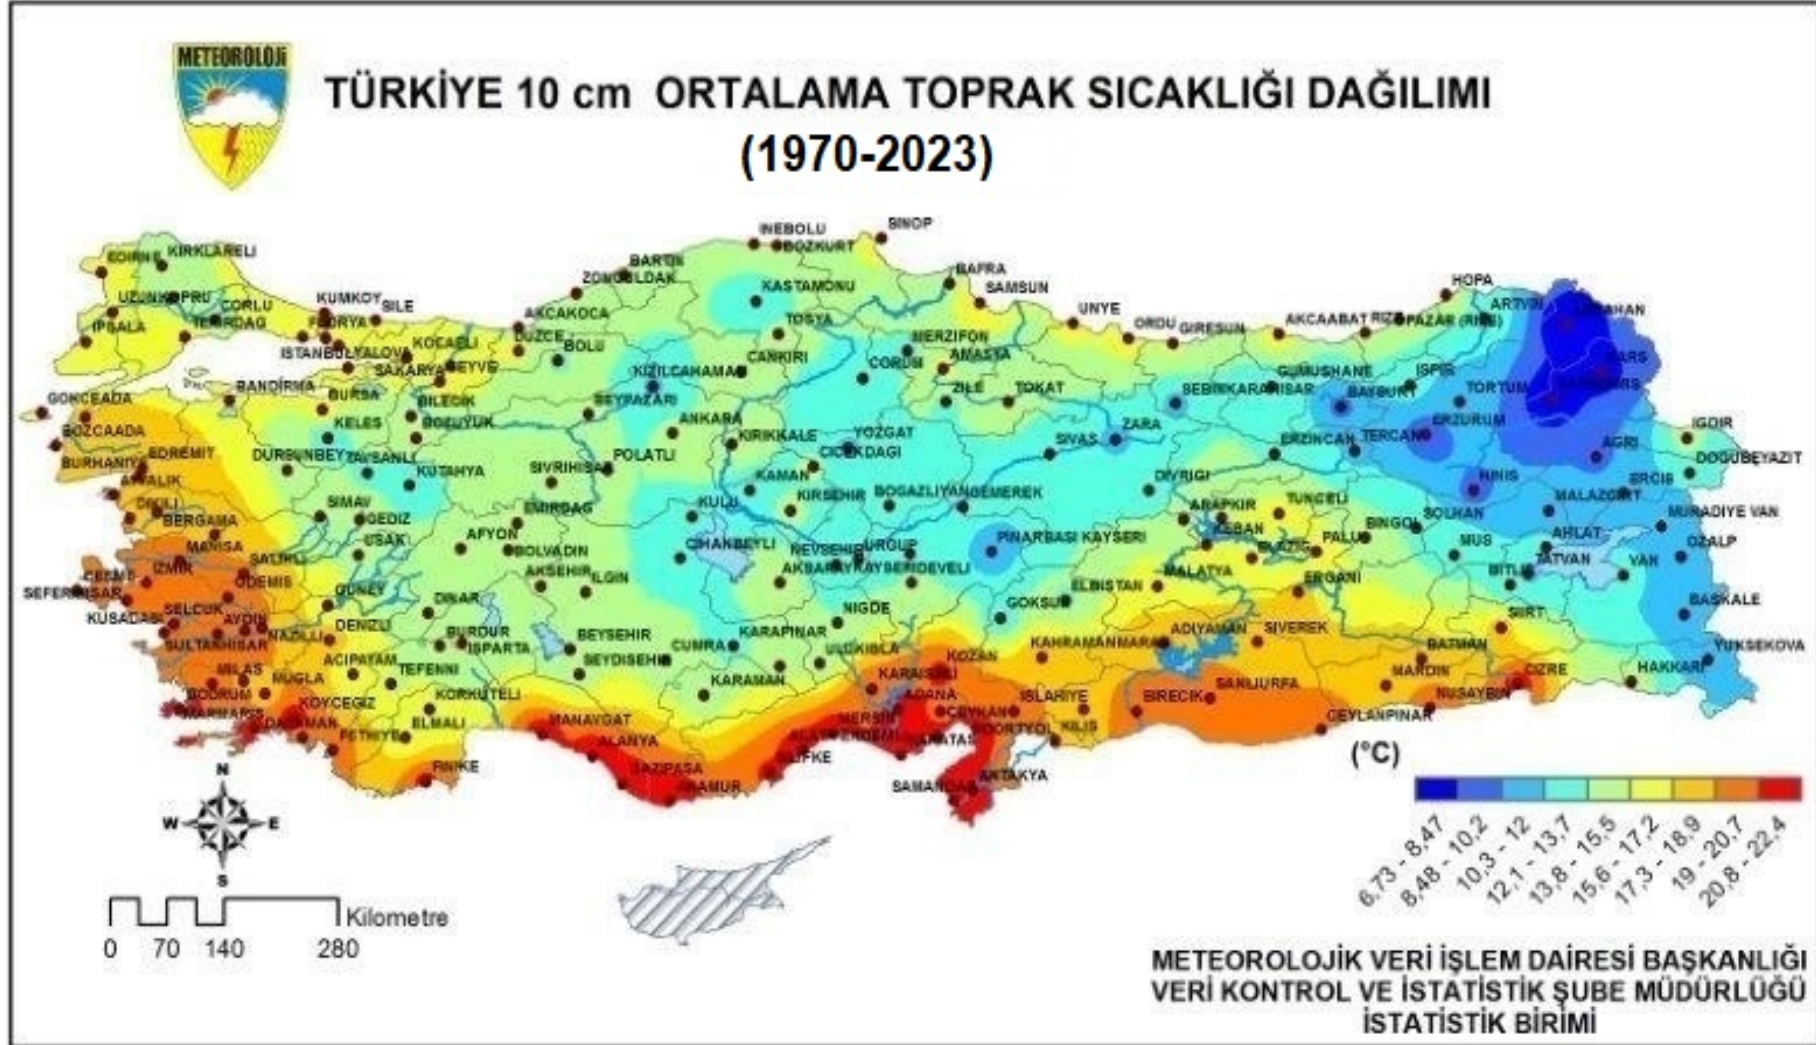 METEOROLOJİ
TÜRKİYE 10 cm ORTALAMA TOPRAK SICAKLIĞI DAĞILIMI
(1970-2023)
SINOP
INEBOLU
BOZKURT
EDIRNE
KIRKLARELI
BARTIN
ZONGULDAK
BAFRA
KASTAMONU
SAMSUN
HOPA
ARTVIN
UZUNKOPRU
CORLU
KUMKOY
SILE
AKCAKOCA
TOSYA
UNYE
ORDU
GIRESUN
AKCAABAT
RIZE
PAZAR (RIZE)
IPSALA
TEKIRDAG
DUZCE
BOLU
MERZIFON
AMASYA
ISTANBUL
YALOVA
KOCAELI
SAKARYA
GEYVE
CANKIRI
CORUM
KARS
KIZILCAHAMAM
GUMUSHANE
ISPIR
BANDİRMA
BURSA
BILECIK
BEYPAZARI
ZILE
TOKAT
SEBINKARAHISAR
BAYBURT
TORTUM
GOKCEADA
BOZCAADA
KELES
BOZUYUK
ANKARA
KIRIKKALE
YOZGAT
SIVAS
ZARA
ERZINCAN
TERCAN
ERZURUM
IGDIR
AGRI
EDREMIT
BURHANIYE
DURSUNBEY
TAVSANLI
KUTAHYA
SIVRIHISAR
POLATLI
CICEKDAGI
KAMAN
DIVRIGI
HINIS
DOGUBEYAZIT
ERCIS
AYVALIK
DIKILI
BERGAMA
SIMAV
GEDIZ
EMIRDAG
KULU
KIRSEHIR
BOGAZLIYAN
GEMEREK
ARAPKIR
TUNCELI
MALAZGIRT
MURADIYE VAN
MANISA
SALIHLI
USAK
AFYON
BOLVADIN
CIHANBEYLI
NEVSEHIR
URGUP
PINARBASI KAYSERI
KEBAN
ELAZIG
PALU
BINGOL
SOLHAN
MUS
AHLAT
TATVAN
VAN
OZALP
CESME
IZMIR
ODEMIS
SEFERIHISAR
GUNEY
AKSEHIR
ILGIN
AKSARAY
KAYSERI
DEVELI
ELBISTAN
MALATYA
ERGANI
BITLIS
KUSADASI
SELCUK
AYDIN
NAZILLI
DENIZLI
DINAR
NIGDE
GOKSUN
SIIRT
BASKALE
SULTANHISAR
BURDUR
ISPARTA
BEYSEHIR
CUMRA
KARAPINAR
KAHRAMANMARAS
ADIYAMAN
SIVEREK
BATMAN
YUKSEKOVA
MILAS
MUGLA
ACIPAYAM
TEFENNI
SEYDISEHIR
ULUKIBLA
KOZAN
KARAISALI
MARDIN
CIZRE
HAKKARI
BODRUM
MARMARIS
KOYCEGIZ
DALAMAN
KORKUTELI
KARAMAN
ADANA
ISLAHIYE
BIRECIK
SANLIURFA
NUSAYBIN
FETHIYE
ELMALI
MANAVGAT
MERSIN
CEYHAN
KILIS
CEYLANPINAR
ALANYA
GAZIPASA
FINIKE
ANAMUR
SAMANDAG
ANTAKYA
(°C)
6,73 - 8,47
8,48 - 10,2
10,3 - 12
12,1 - 13,7
13,8 - 15,5
15,6 - 17,2
17,3 - 18,9
19 - 20,7
20,8 - 22,4
N
W E
S
Kilometre
0 70 140 280
METEOROLOJİK VERİ İŞLEM DAİRESİ BAŞKANLIĞI
VERİ KONTROL VE İSTATİSTİK ŞUBE MÜDÜRLÜĞÜ
İSTATİSTİK BİRİMİ